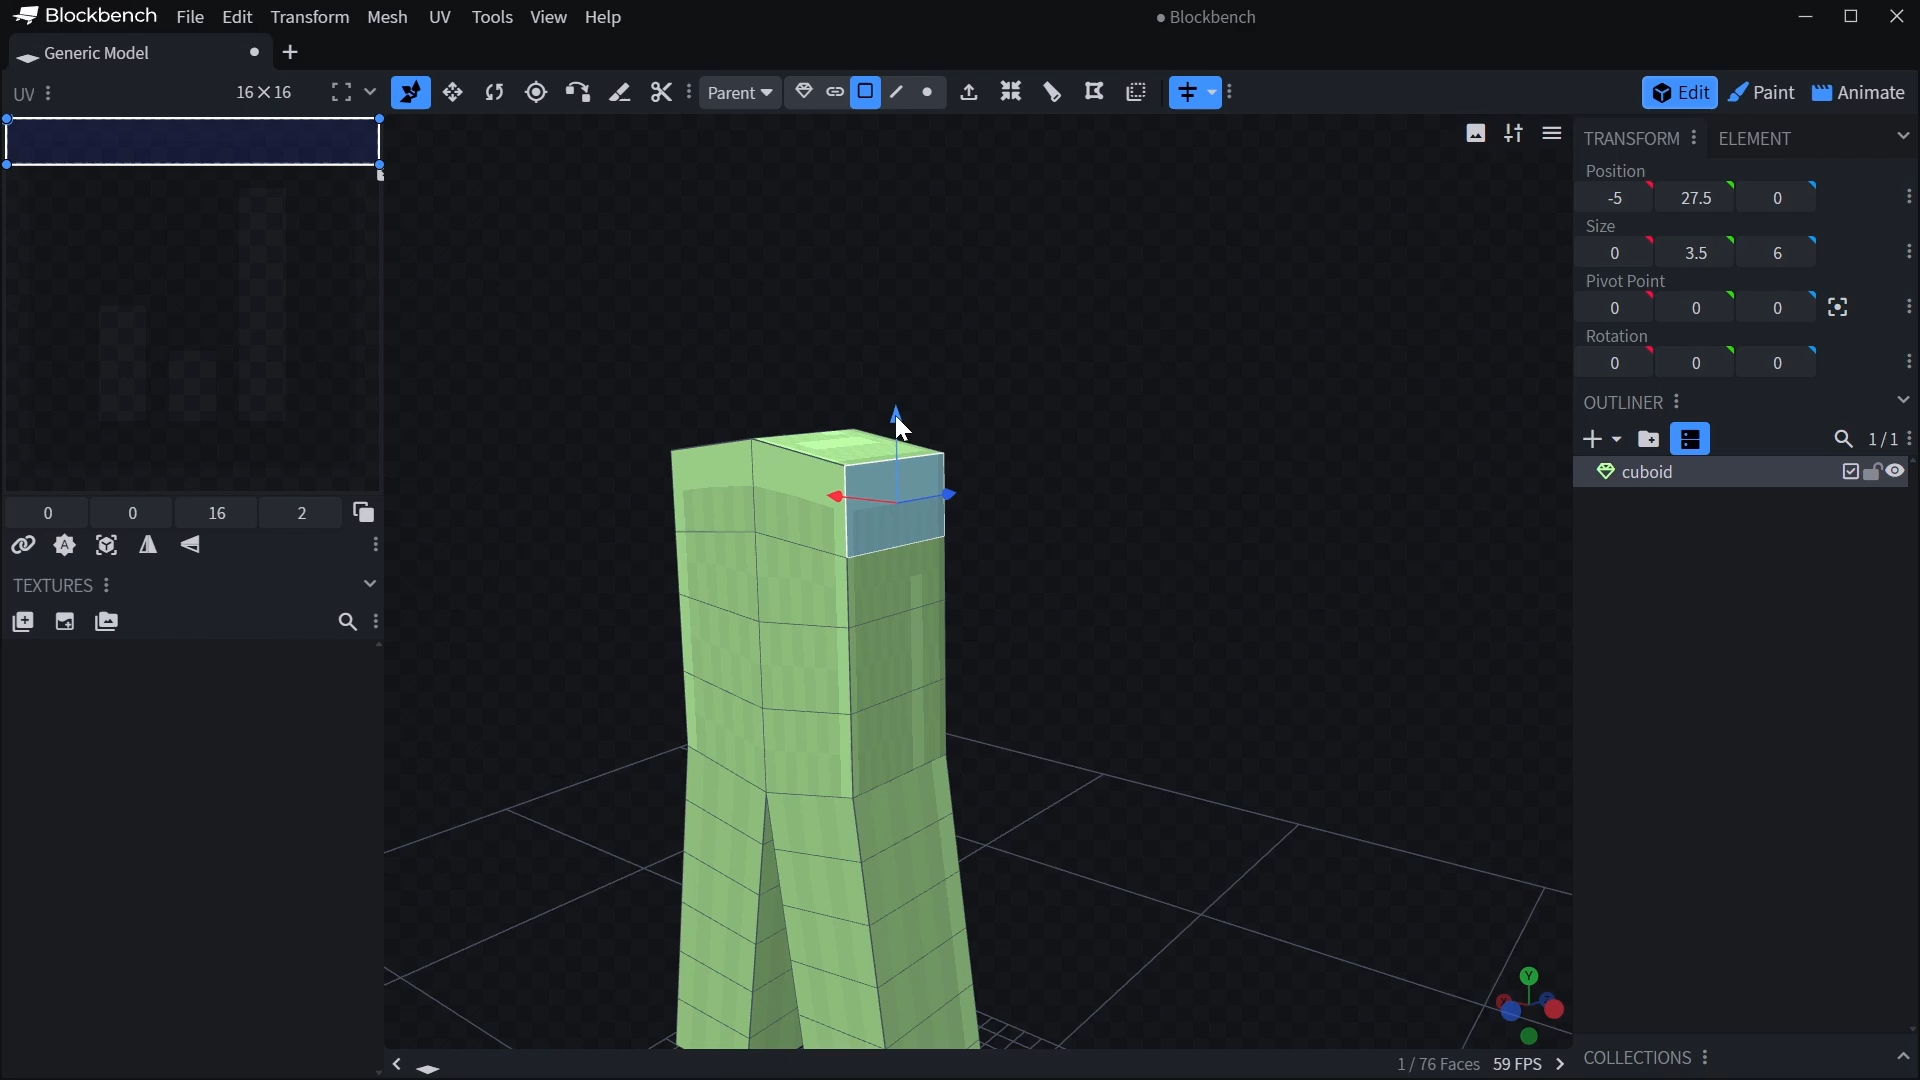 Blockbench File Edit Transform Mesh UV Tools View Help
Blockbench
Generic Model
UV 16×16
Parent
Edit Paint Animate
TRANSFORM ELEMENT
Position
-5 27.5 0
Size
0 3.5 6
Pivot Point
0 0 0
Rotation
0 0 0
OUTLINER
1/1
cuboid
0 0 16 2
A
TEXTURES
Y
1/76 Faces 59 FPS
COLLECTIONS